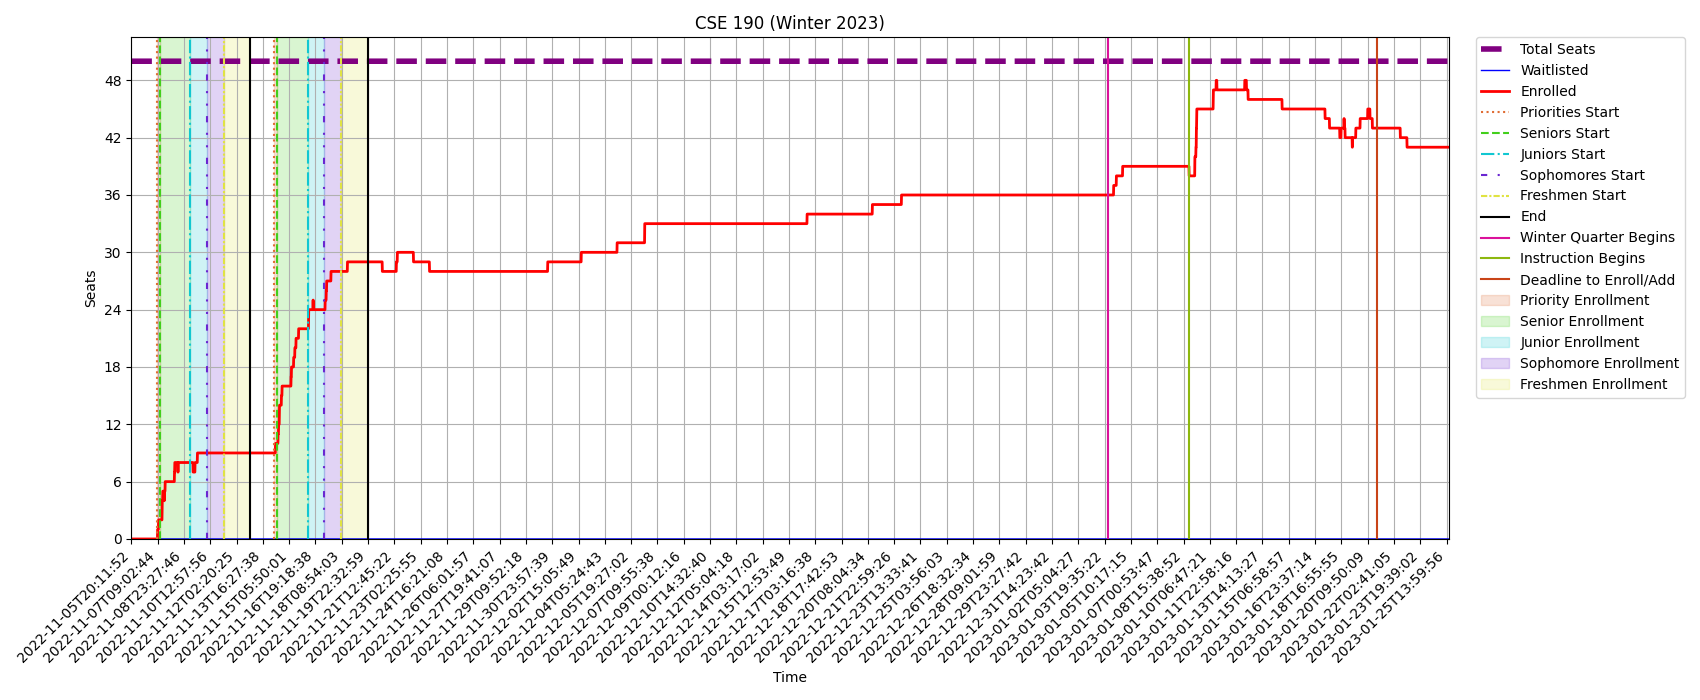 CSE 190 (Winter 2023)
Seats
48
42
36
30
24
18
12
6
0
2022-11-05T20:11:52
2022-11-07T09:02:44
2022-11-08T23:27:46
2022-11-10T12:57:56
2022-11-12T02:20:25
2022-11-13T16:27:38
2022-11-15T05:50:01
2022-11-16T19:18:38
2022-11-18T08:54:03
2022-11-19T22:32:59
2022-11-21T12:45:22
2022-11-23T02:25:55
2022-11-24T16:21:08
2022-11-26T06:01:57
2022-11-27T19:41:07
2022-11-29T09:52:18
2022-11-30T23:57:39
2022-12-02T15:05:49
2022-12-04T05:24:43
2022-12-05T19:27:02
2022-12-07T09:55:38
2022-12-09T00:12:16
2022-12-10T14:32:40
2022-12-12T05:04:18
2022-12-14T03:17:02
2022-12-15T12:53:49
2022-12-17T03:16:38
2022-12-18T17:42:53
2022-12-20T08:04:34
2022-12-21T22:59:26
2022-12-23T13:33:41
2022-12-25T03:56:03
2022-12-26T18:32:34
2022-12-28T09:01:59
2022-12-29T23:27:42
2022-12-31T14:23:42
2023-01-02T05:04:27
2023-01-03T19:35:22
2023-01-05T10:17:15
2023-01-07T00:53:47
2023-01-08T15:38:52
2023-01-10T06:47:21
2023-01-11T22:58:16
2023-01-13T14:13:27
2023-01-15T06:58:57
2023-01-16T23:37:14
2023-01-18T16:55:55
2023-01-20T09:50:09
2023-01-22T02:41:05
2023-01-23T19:39:02
2023-01-25T13:59:56
Time
Total Seats
Waitlisted
Enrolled
Priorities Start
Seniors Start
Juniors Start
Sophomores Start
Freshmen Start
End
Winter Quarter Begins
Instruction Begins
Deadline to Enroll/Add
Priority Enrollment
Senior Enrollment
Junior Enrollment
Sophomore Enrollment
Freshmen Enrollment